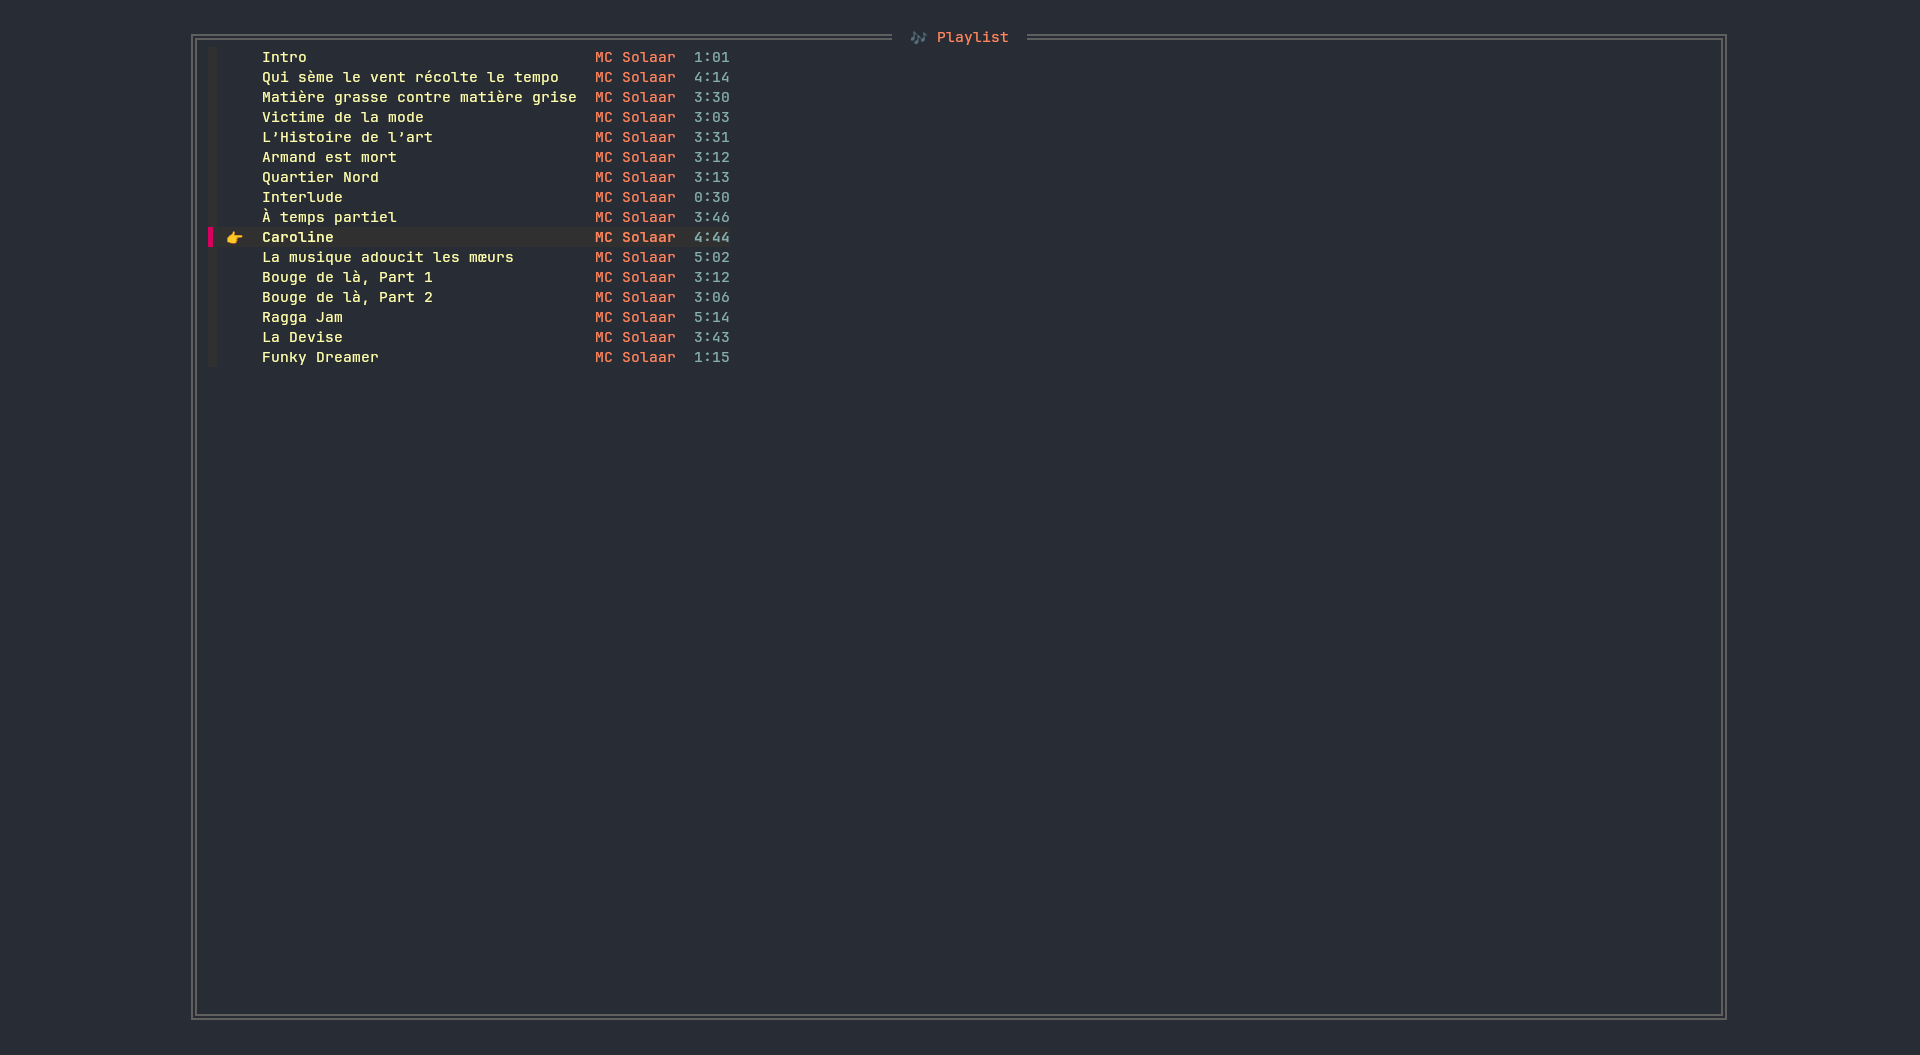 🎶 Playlist
Intro MC Solaar 1:01
Qui sème le vent récolte le tempo MC Solaar 4:14
Matière grasse contre matière grise MC Solaar 3:30
Victime de la mode MC Solaar 3:03
L’Histoire de l’art MC Solaar 3:31
Armand est mort MC Solaar 3:12
Quartier Nord MC Solaar 3:13
Interlude MC Solaar 0:30
À temps partiel MC Solaar 3:46
👉 Caroline MC Solaar 4:44
La musique adoucit les mœurs MC Solaar 5:02
Bouge de là, Part 1 MC Solaar 3:12
Bouge de là, Part 2 MC Solaar 3:06
Ragga Jam MC Solaar 5:14
La Devise MC Solaar 3:43
Funky Dreamer MC Solaar 1:15